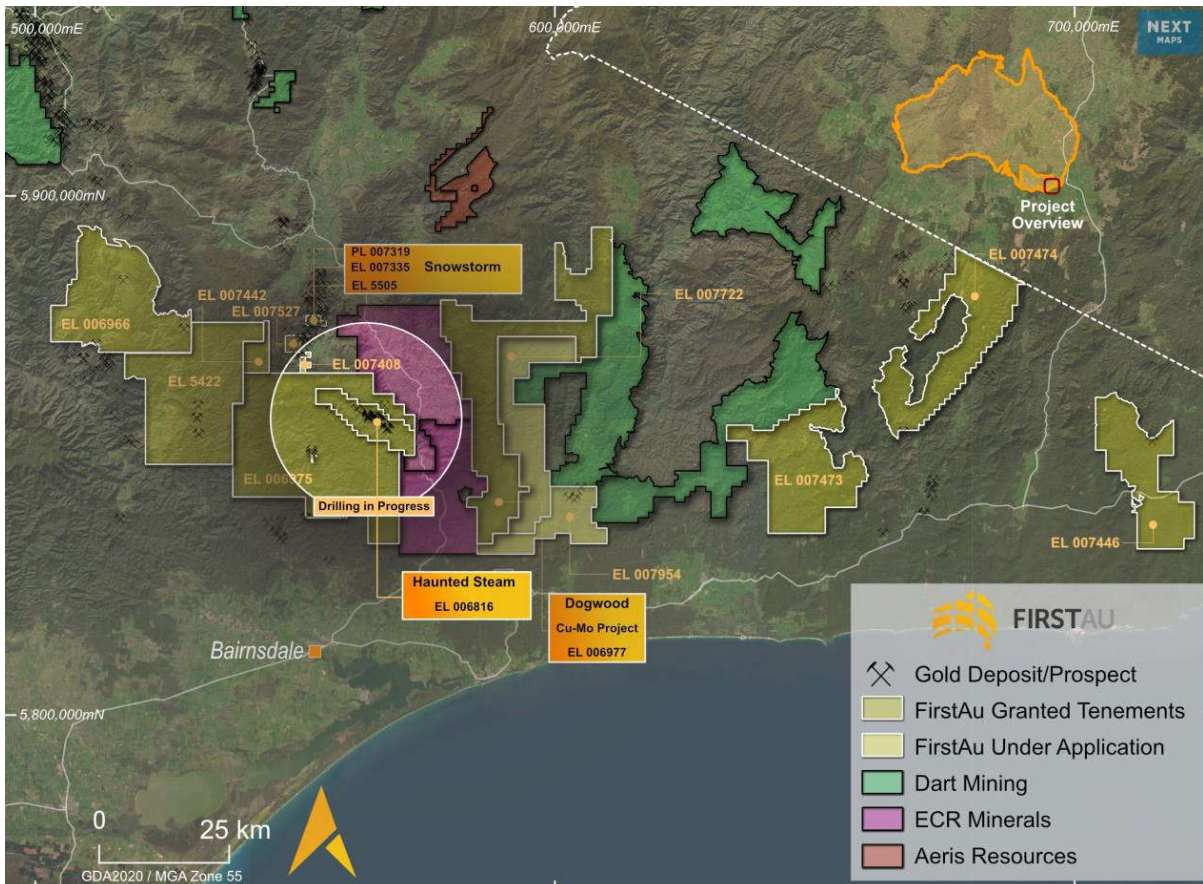 500,000mE
600,000mE
700,000mE
NEXT
MAPS
5,900,000mN
Project
Overview
PL 007319
EL 007335 Snowstorm
EL 5505
EL 007474
EL 007442
EL 007527
EL 007722
EL 006966
EL 007408
EL 5422
EL 006975
EL 007473
Drilling in Progress
EL 007446
Haunted Steam
EL 006816
EL 007954
Dogwood
Cu-Mo Project
EL 006977
Bairnsdale
5,800,000mN
FIRSTAU
Gold Deposit/Prospect
FirstAu Granted Tenements
FirstAu Under Application
Dart Mining
ECR Minerals
Aeris Resources
0 25 km
GDA2020 / MGA Zone 55